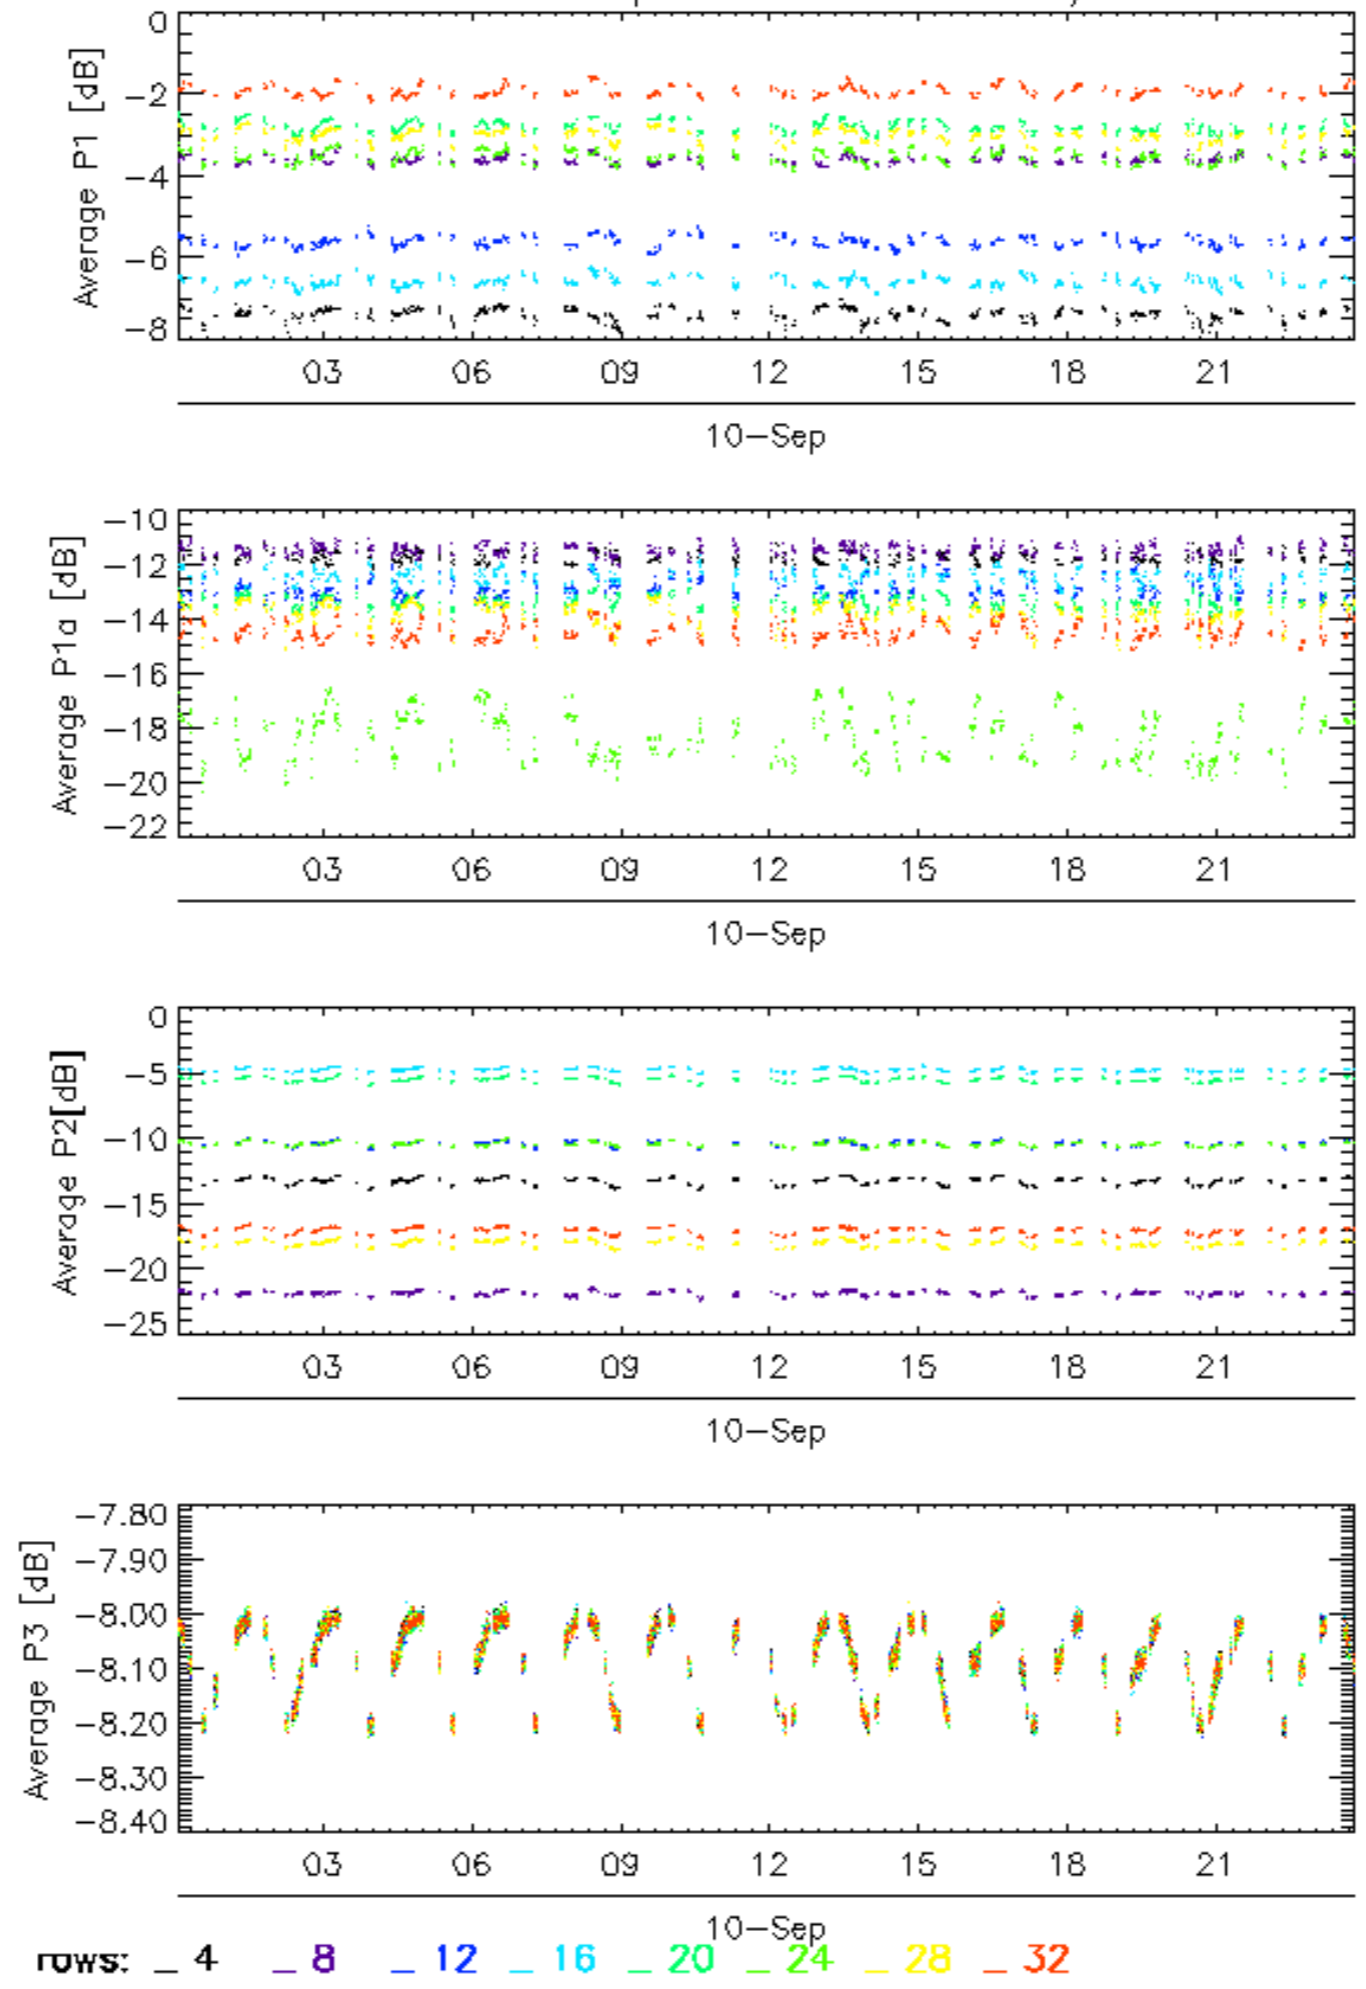 Average P1 [dB]
0
−2
−4
−6
−8
03 06 09 12 15 18 21
10−Sep
Average P1a [dB]
−10
−12
−14
−16
−18
−20
−22
03 06 09 12 15 18 21
10−Sep
Average P2[dB]
0
−5
−10
−15
−20
−25
03 06 09 12 15 18 21
10−Sep
Average P3 [dB]
−7.80
−7.90
−8.00
−8.10
−8.20
−8.30
−8.40
03 06 09 12 15 18 21
10−Sep
rows: _ 4 _ 8 _ 12 _ 16 _ 20 _ 24 _ 28 _ 32